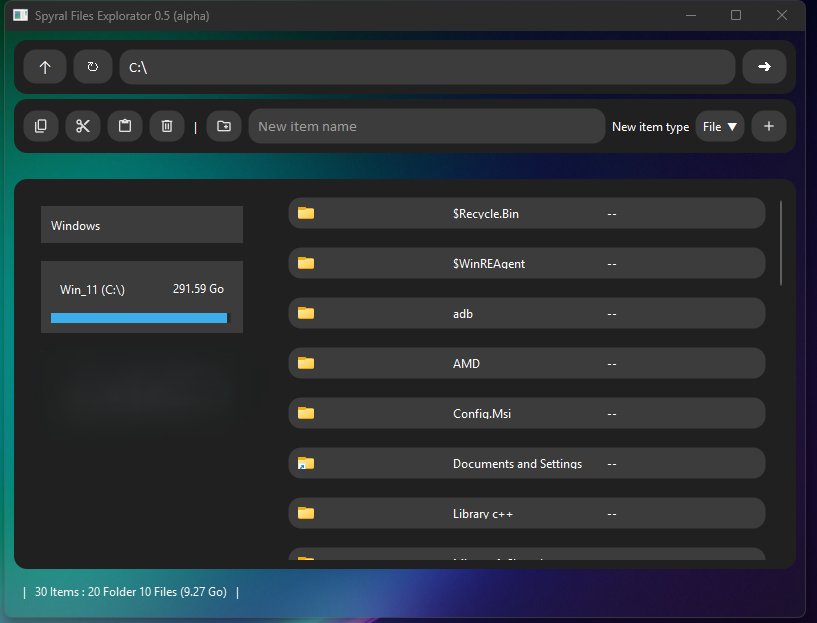 Spyral Files Explorator 0.5 (alpha)
C:\
| New item name New item type File ▼ +
Windows
Win_11 (C:\) 291.59 Go
$Recycle.Bin --
$WinREAgent --
adb --
AMD --
Config.Msi --
Documents and Settings --
Library c++ --
| 30 Items : 20 Folder 10 Files (9.27 Go) |